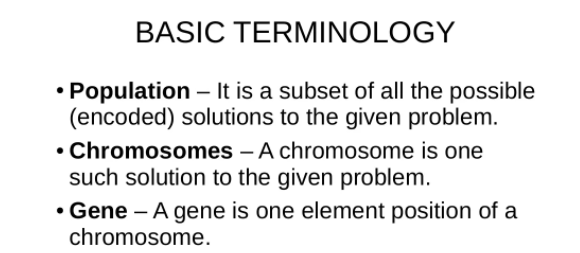 BASIC TERMINOLOGY
• Population – It is a subset of all the possible
(encoded) solutions to the given problem.
• Chromosomes – A chromosome is one
such solution to the given problem.
• Gene – A gene is one element position of a
chromosome.